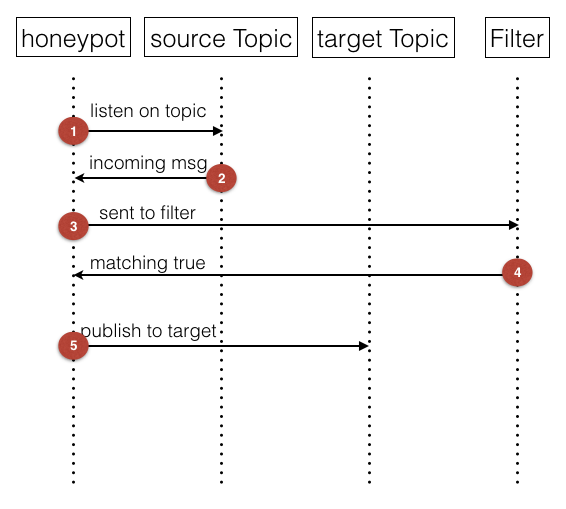 honeypot
source Topic
target Topic
Filter
listen on topic
1
incoming msg
2
sent to filter
3
matching true
4
publish to target
5